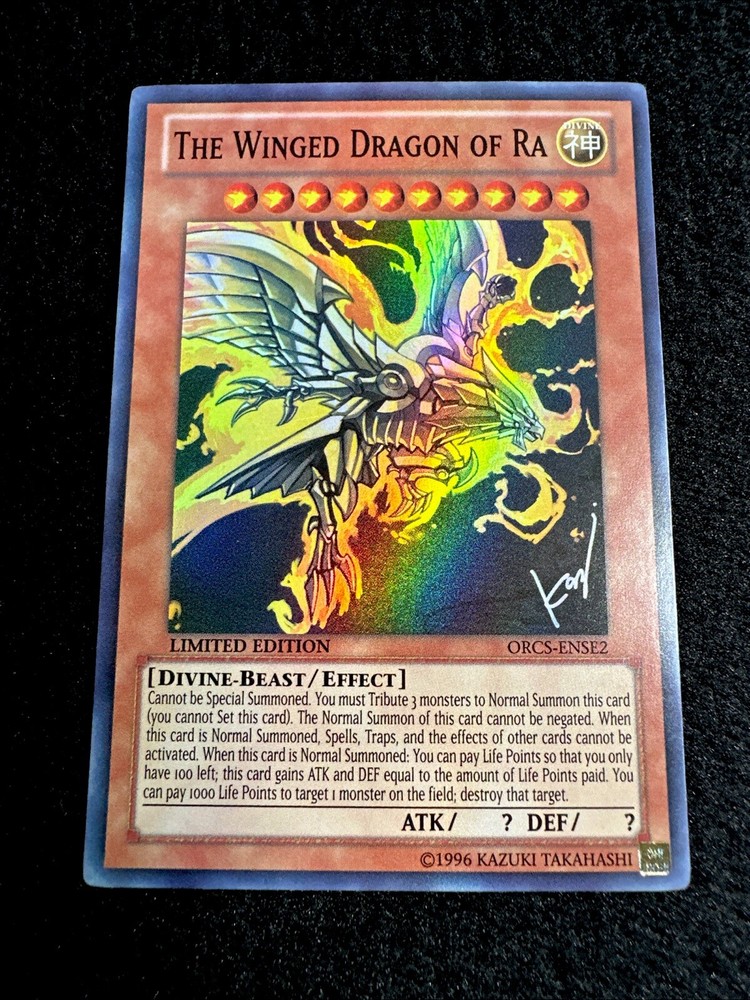 THE WINGED DRAGON OF RA
DIVINE
神
LIMITED EDITION ORCS-ENSE2
[DIVINE-BEAST/EFFECT]
Cannot be Special Summoned. You must Tribute 3 monsters to Normal Summon this card
(you cannot Set this card). The Normal Summon of this card cannot be negated. When
this card is Normal Summoned, Spells, Traps, and the effects of other cards cannot be
activated. When this card is Normal Summoned: You can pay Life Points so that you only
have 100 left; this card gains ATK and DEF equal to the amount of Life Points paid. You
can pay 1000 Life Points to target 1 monster on the field; destroy that target.
ATK/ ? DEF/ ?
©1996 KAZUKI TAKAHASHI